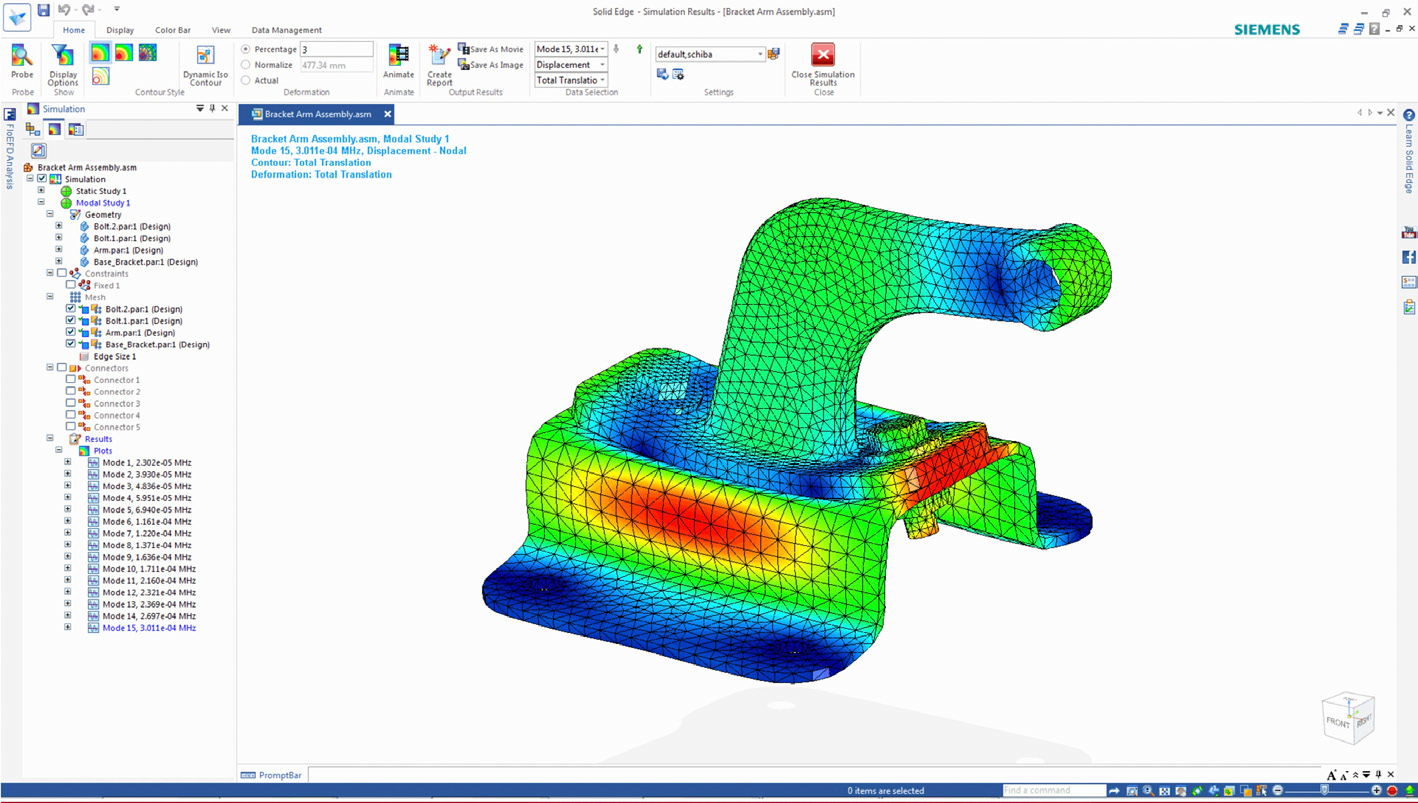 Solid Edge - Simulation Results - [Bracket Arm Assembly.asm]
Home Display Color Bar View Data Management
SIEMENS
Probe
Display Options
Dynamic Iso Contour
Percentage 3
Normalize 477.34 mm
Actual
Animate
Create Report
Save As Movie
Save As Image
Mode 15, 3.011e
Displacement
Total Translatio
default,schiba
Close Simulation Results
Probe Show Contour Style Deformation Animate Output Results Data Selection Settings Close
Simulation
Bracket Arm Assembly.asm
FloEFD Analysis
Learn Solid Edge
Bracket Arm Assembly.asm, Modal Study 1
Mode 15, 3.011e-04 MHz, Displacement - Nodal
Contour: Total Translation
Deformation: Total Translation
Bracket Arm Assembly.asm
Simulation
Static Study 1
Modal Study 1
Geometry
Bolt.2.par:1 (Design)
Bolt.1.par:1 (Design)
Arm.par:1 (Design)
Base_Bracket.par:1 (Design)
Constraints
Fixed 1
Mesh
Bolt.2.par:1 (Design)
Bolt.1.par:1 (Design)
Arm.par:1 (Design)
Base_Bracket.par:1 (Design)
Edge Size 1
Connectors
Connector 1
Connector 2
Connector 3
Connector 4
Connector 5
Results
Plots
Mode 1, 2.302e-05 MHz
Mode 2, 3.930e-05 MHz
Mode 3, 4.836e-05 MHz
Mode 4, 5.951e-05 MHz
Mode 5, 6.940e-05 MHz
Mode 6, 1.161e-04 MHz
Mode 7, 1.220e-04 MHz
Mode 8, 1.371e-04 MHz
Mode 9, 1.636e-04 MHz
Mode 10, 1.711e-04 MHz
Mode 11, 2.160e-04 MHz
Mode 12, 2.321e-04 MHz
Mode 13, 2.369e-04 MHz
Mode 14, 2.697e-04 MHz
Mode 15, 3.011e-04 MHz
FRONT RIGHT
PromptBar
0 items are selected
Find a command